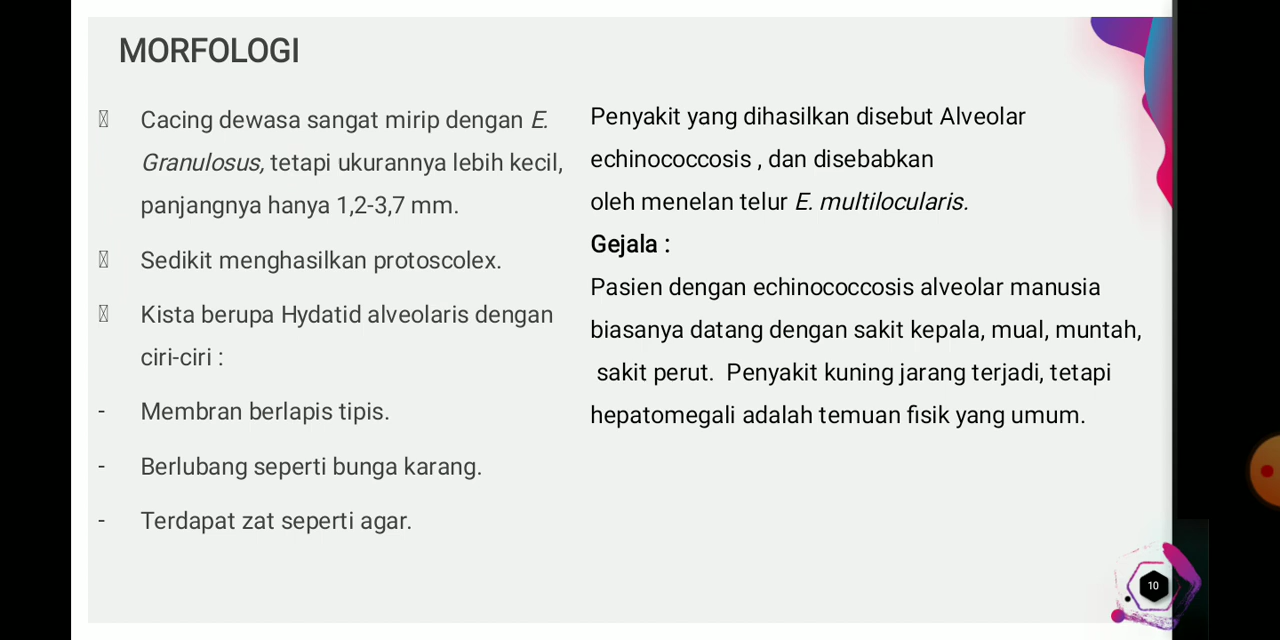 MORFOLOGI
Cacing dewasa sangat mirip dengan E.
Granulosus, tetapi ukurannya lebih kecil,
panjangnya hanya 1,2-3,7 mm.
Sedikit menghasilkan protoscolex.
Kista berupa Hydatid alveolaris dengan
ciri-ciri :
- Membran berlapis tipis.
- Berlubang seperti bunga karang.
- Terdapat zat seperti agar.
Penyakit yang dihasilkan disebut Alveolar
echinococcosis , dan disebabkan
oleh menelan telur E. multilocularis.
Gejala :
Pasien dengan echinococcosis alveolar manusia
biasanya datang dengan sakit kepala, mual, muntah,
sakit perut. Penyakit kuning jarang terjadi, tetapi
hepatomegali adalah temuan fisik yang umum.
10